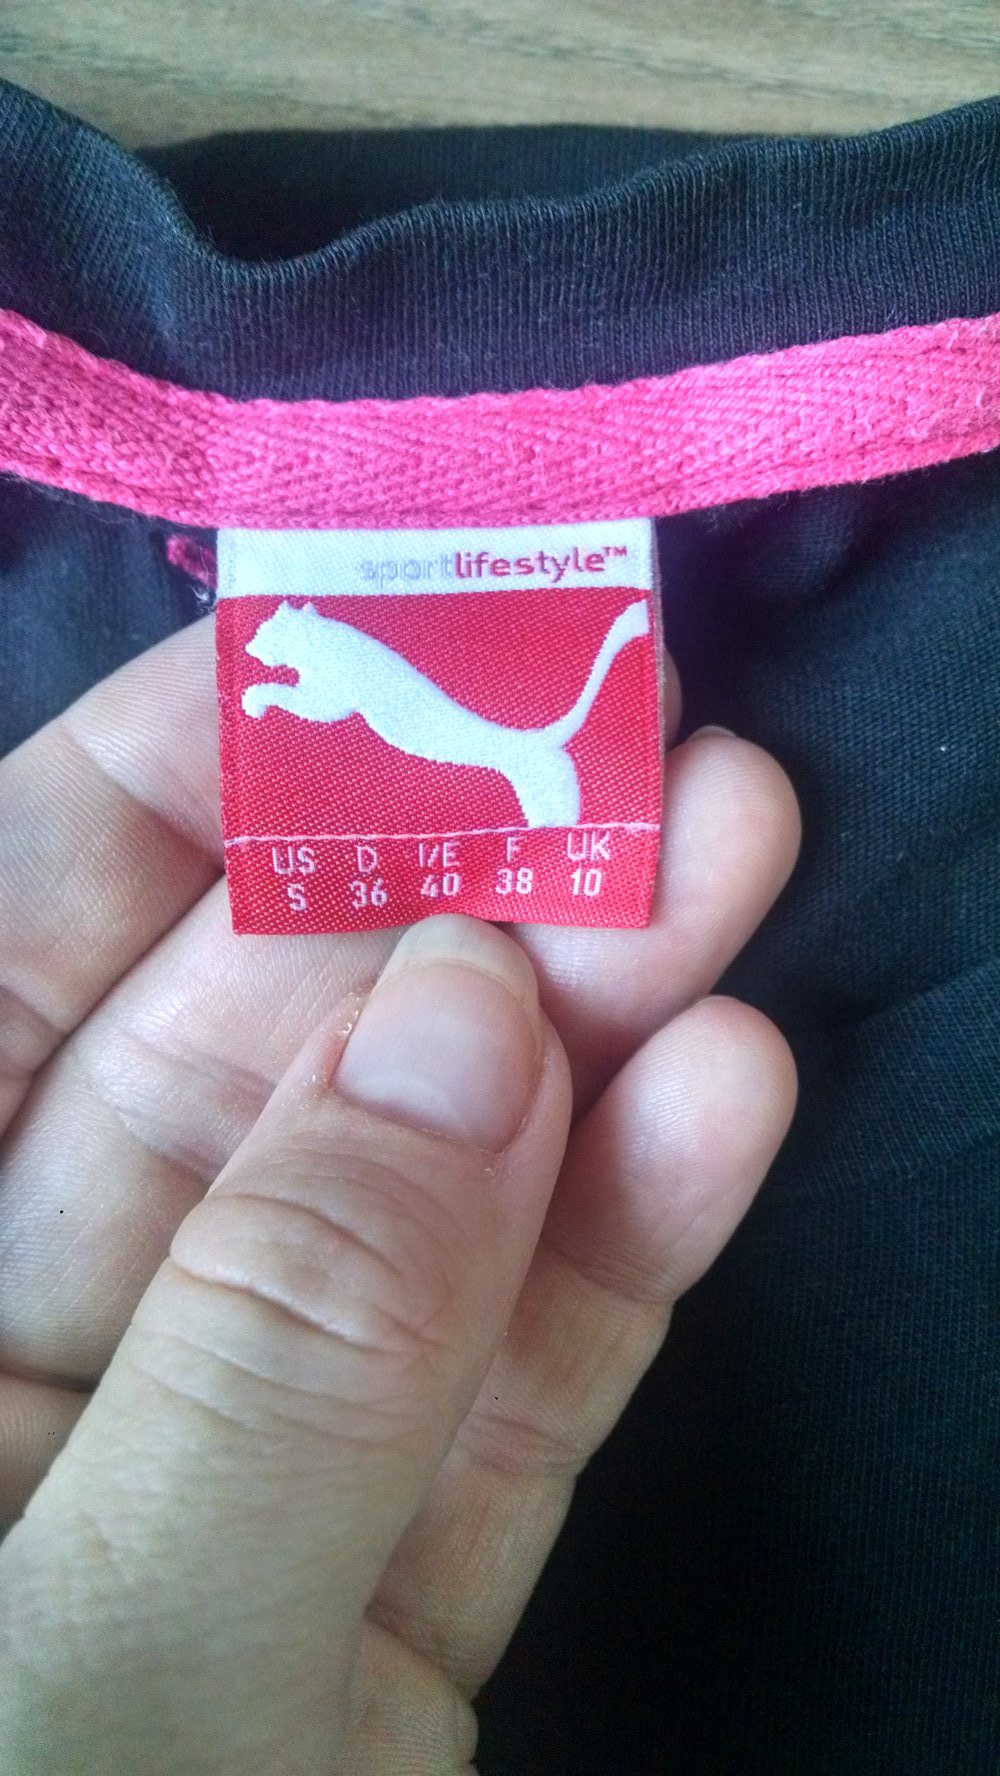 sportlifestyle™
US D I/E F UK
S 36 40 38 10